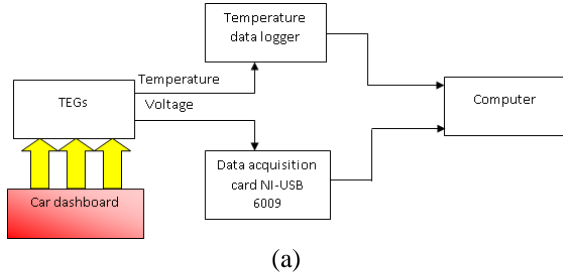 Temperature
data logger
Temperature
TEGs
Voltage
Computer
Data acquisition
card NI-USB
6009
Car dashboard
(a)